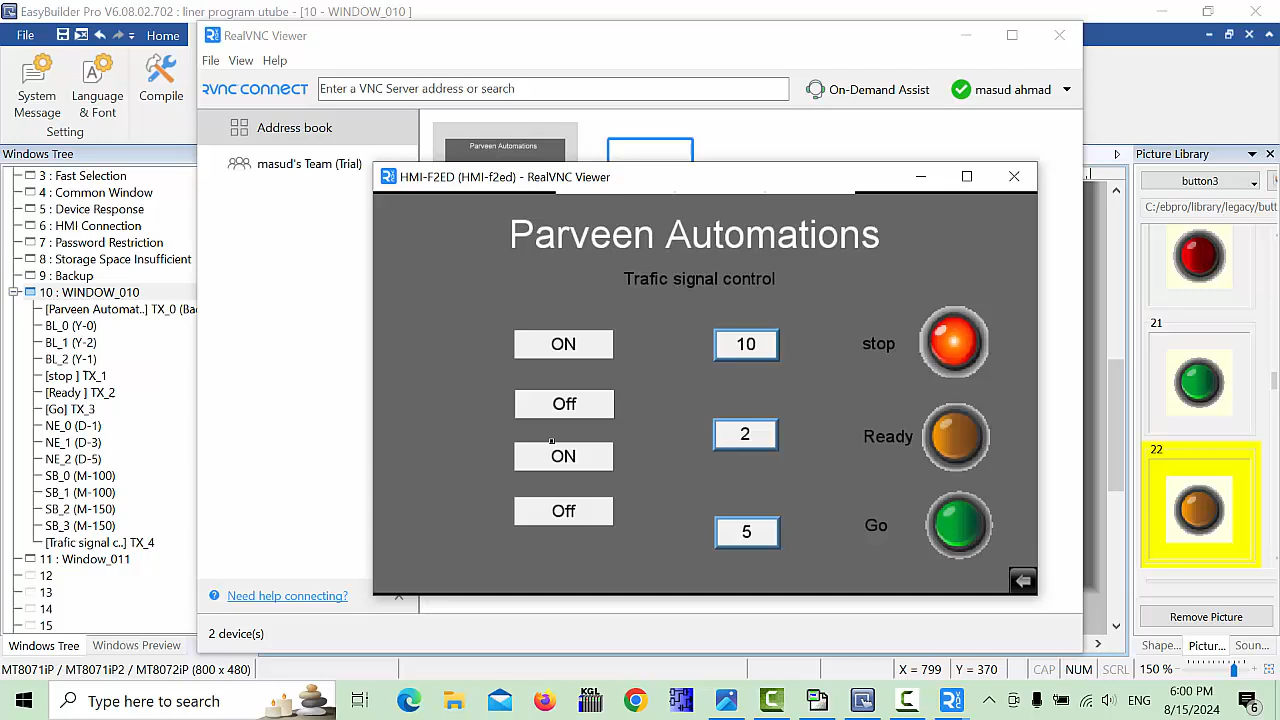 EasyBuilder Pro V6.08.02.702 : liner program utube - [10 - WINDOW_010 ]
File
Home
System Message
Language & Font
Compile
Setting
Windows Tree
3 : Fast Selection
4 : Common Window
5 : Device Response
6 : HMI Connection
7 : Password Restriction
8 : Storage Space Insufficient
9 : Backup
10 : WINDOW_010
[Parveen Automat..] TX_0 (Ba
BL_0 (Y-0)
BL_1 (Y-2)
BL_2 (Y-1)
[stop ] TX_1
[Ready ] TX_2
[Go] TX_3
NE_0 (D-1)
NE_1 (D-3)
NE_2 (D-5)
SB_0 (M-100)
SB_1 (M-100)
SB_2 (M-150)
SB_3 (M-150)
[Trafic signal c..] TX_4
11 : Window_011
12
13
14
15
Windows Tree
Windows Preview
RealVNC Viewer
File
View
Help
RVNC CONNECT
Enter a VNC Server address or search
On-Demand Assist
masud ahmad
Address book
masud's Team (Trial)
Parveen Automations
HMI-F2ED (HMI-f2ed) - RealVNC Viewer
Parveen Automations
Trafic signal control
ON
10
stop
Off
ON
2
Ready
Off
5
Go
Need help connecting?
2 device(s)
Picture Library
button3
C:/ebpro/library/legacy/butt
21
22
Remove Picture
Shape...
Pictur...
Soun...
MT8071iP / MT8071iP2 / MT8072iP (800 x 480)
X = 799
Y = 370
CAP
NUM
SCRL
150 %
Type here to search
KGL
ENG
6:00 PM
8/15/2024
6